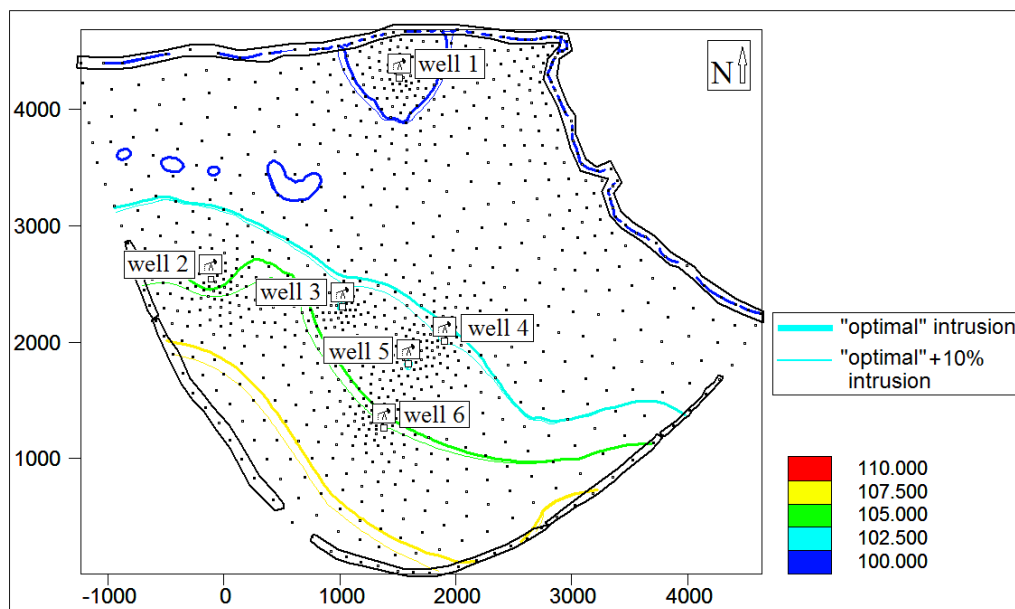 well 1
N
4000
3000
well 2
well 3
well 4
2000
well 5
well 6
1000
-1000
0
1000
2000
3000
4000
"optimal" intrusion
"optimal"+10%
intrusion
110.000
107.500
105.000
102.500
100.000